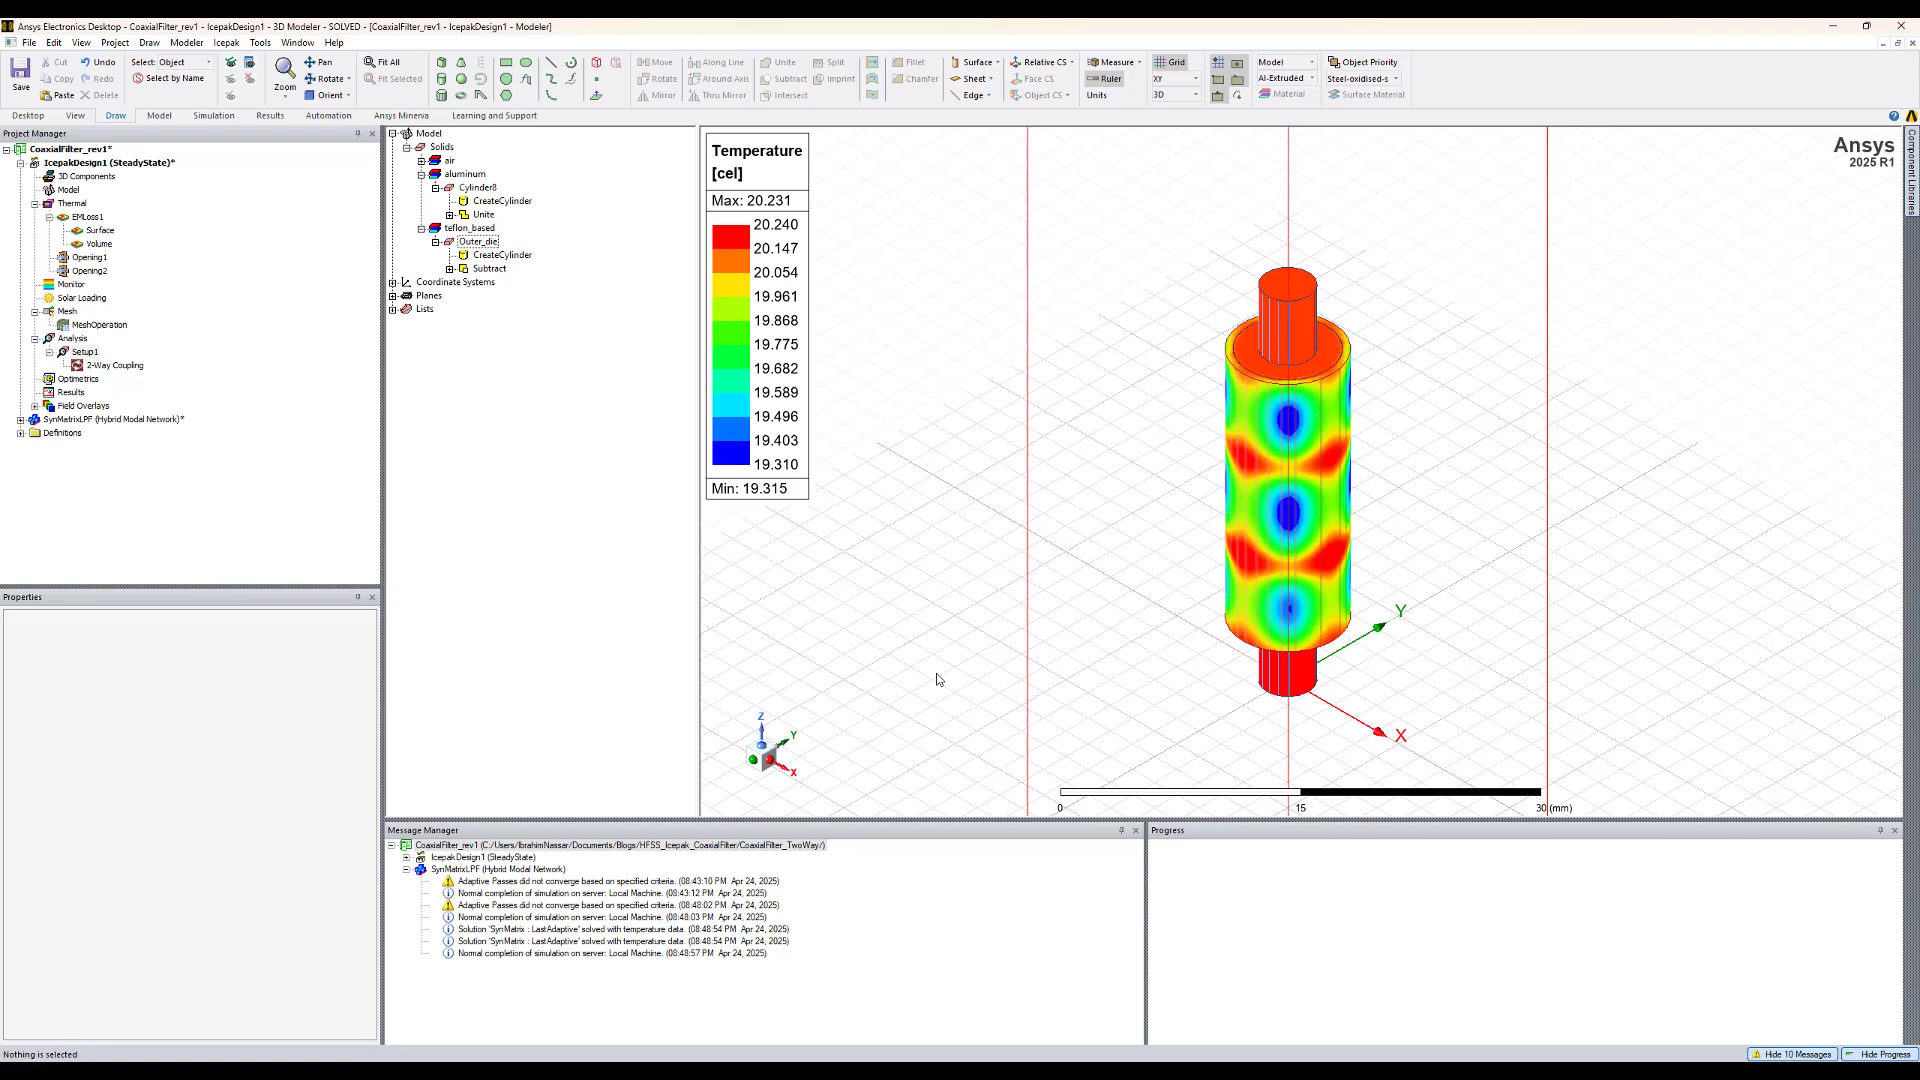 Ansys Electronics Desktop - CoaxialFilter_rev1 - IcepakDesign1 - 3D Modeler - SOLVED - [CoaxialFilter_rev1 - IcepakDesign1 - Modeler]
File Edit View Project Draw Modeler Icepak Tools Window Help
Save Cut Copy Paste Undo Redo Delete Select: Object Select by Name Zoom Pan Rotate Orient Fit All Fit Selected
Move Rotate Mirror Along Line Around Axis Thru Mirror Unite Subtract Intersect Split Imprint Fillet Chamfer
Surface Sheet Edge Relative CS Face CS Object CS Measure Ruler Units Grid XY 3D
Model AI-Extruded Material Object Priority Steel-oxidised-s Surface Material
Desktop View Draw Model Simulation Results Automation Ansys Minerva Learning and Support
Project Manager
CoaxialFilter_rev1*
IcepakDesign1 (SteadyState)*
3D Components
Model
Thermal
EMLoss1
Surface
Volume
Opening1
Opening2
Monitor
Solar Loading
Mesh
MeshOperation
Analysis
Setup1
2-Way Coupling
Optimetrics
Results
Field Overlays
SynMatrixLPF (Hybrid Modal Network)*
Definitions
Properties
Model
Solids
air
aluminum
Cylinder8
CreateCylinder
Unite
teflon_based
Outer_die
CreateCylinder
Subtract
Coordinate Systems
Planes
Lists
Temperature
[cel]
Max: 20.231
20.240
20.147
20.054
19.961
19.868
19.775
19.682
19.589
19.496
19.403
19.310
Min: 19.315
Ansys
2025 R1
Component Libraries
Y
X
Z
Y
X
0 15 30 (mm)
Message Manager
CoaxialFilter_rev1 (C:/Users/IbrahimNassar/Documents/Blogs/HFSS_Icepak_CoaxialFilter/CoaxialFilter_TwoWay/)
IcepakDesign1 (SteadyState)
SynMatrixLPF (Hybrid Modal Network)
Adaptive Passes did not converge based on specified criteria. (08:43:10 PM Apr 24, 2025)
Normal completion of simulation on server: Local Machine. (08:43:12 PM Apr 24, 2025)
Adaptive Passes did not converge based on specified criteria. (08:48:02 PM Apr 24, 2025)
Normal completion of simulation on server: Local Machine. (08:48:03 PM Apr 24, 2025)
Solution 'SynMatrix : LastAdaptive' solved with temperature data. (08:48:54 PM Apr 24, 2025)
Solution 'SynMatrix : LastAdaptive' solved with temperature data. (08:48:54 PM Apr 24, 2025)
Normal completion of simulation on server: Local Machine. (08:48:57 PM Apr 24, 2025)
Progress
Nothing is selected
Hide 10 Messages
Hide Progress